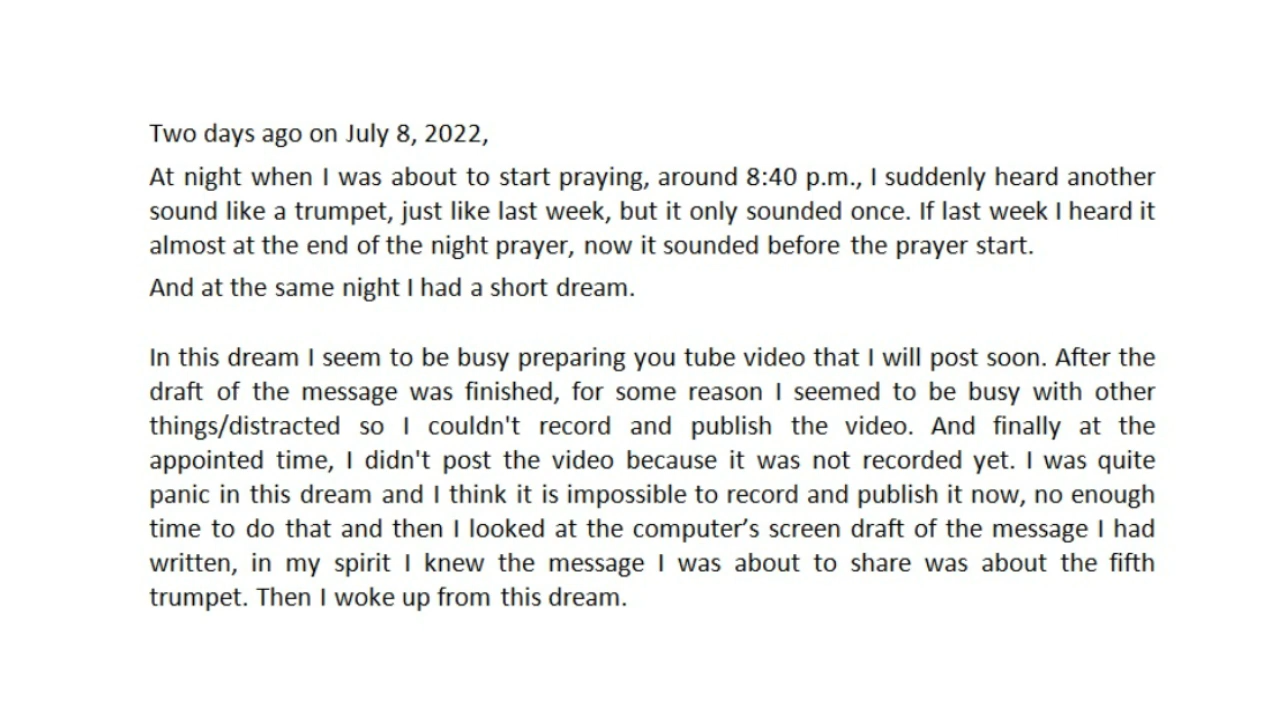 Two days ago on July 8, 2022,
At night when I was about to start praying, around 8:40 p.m., I suddenly heard another
sound like a trumpet, just like last week, but it only sounded once. If last week I heard it
almost at the end of the night prayer, now it sounded before the prayer start.
And at the same night I had a short dream.
In this dream I seem to be busy preparing you tube video that I will post soon. After the
draft of the message was finished, for some reason I seemed to be busy with other
things/distracted so I couldn't record and publish the video. And finally at the
appointed time, I didn't post the video because it was not recorded yet. I was quite
panic in this dream and I think it is impossible to record and publish it now, no enough
time to do that and then I looked at the computer’s screen draft of the message I had
written, in my spirit I knew the message I was about to share was about the fifth
trumpet. Then I woke up from this dream.